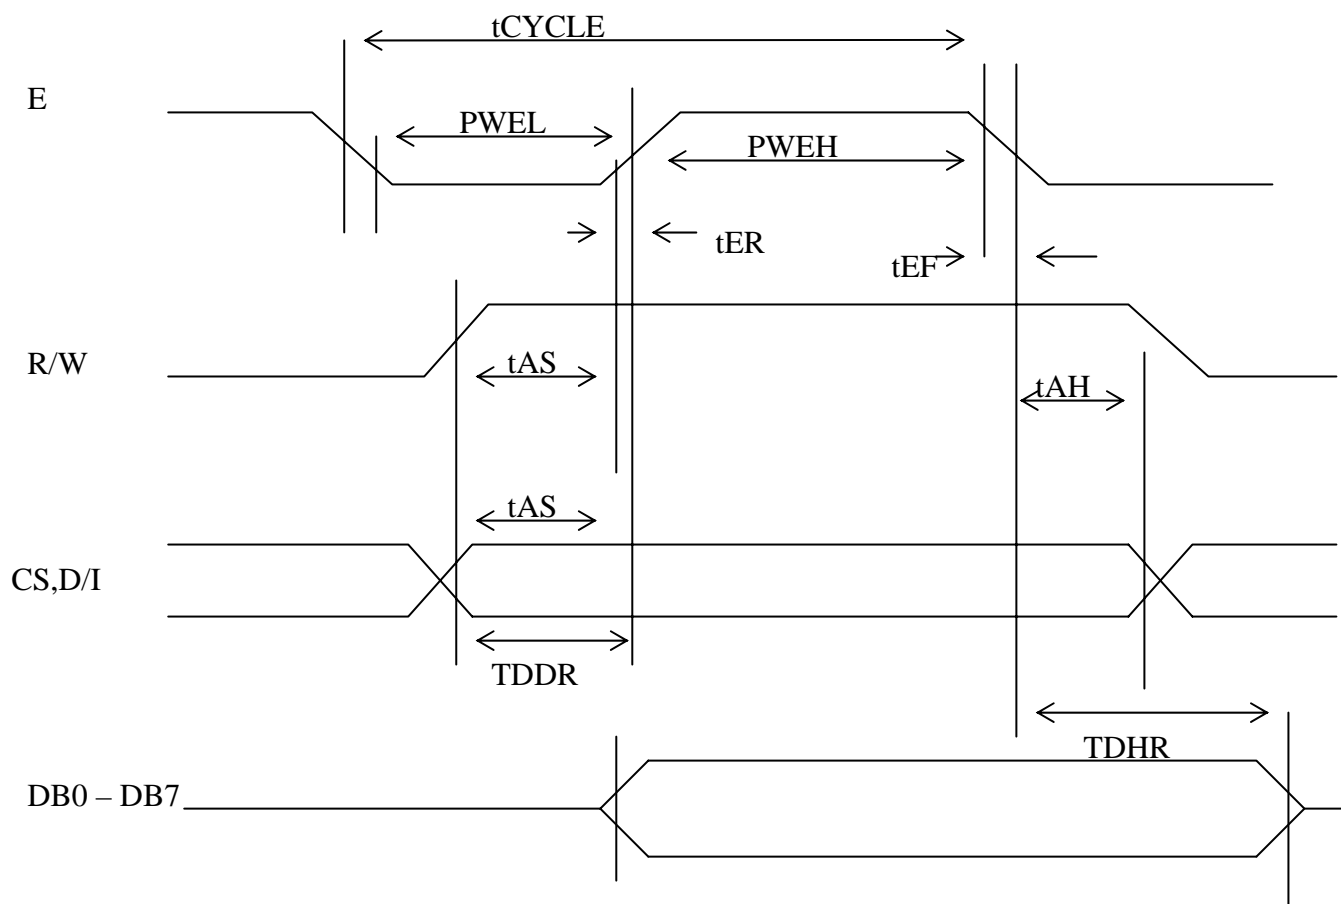 tCYCLE
E
PWEL
PWEH
tER
tEF
R/W
tAS
tAH
tAS
CS,D/I
TDDR
TDHR
DB0 – DB7